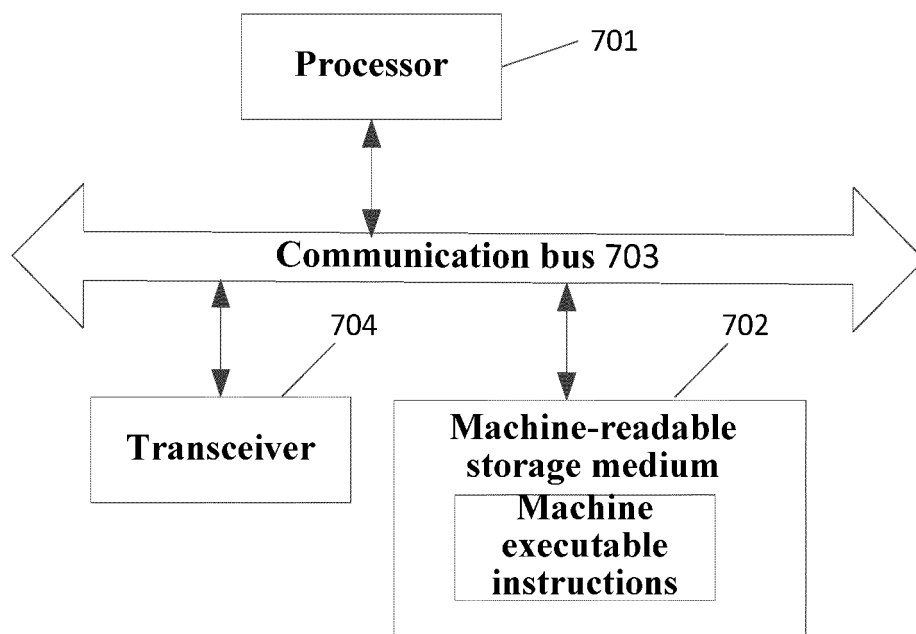 701
Processor
Communication bus 703
704
702
Transceiver
Machine-readable
storage medium
Machine
executable
instructions